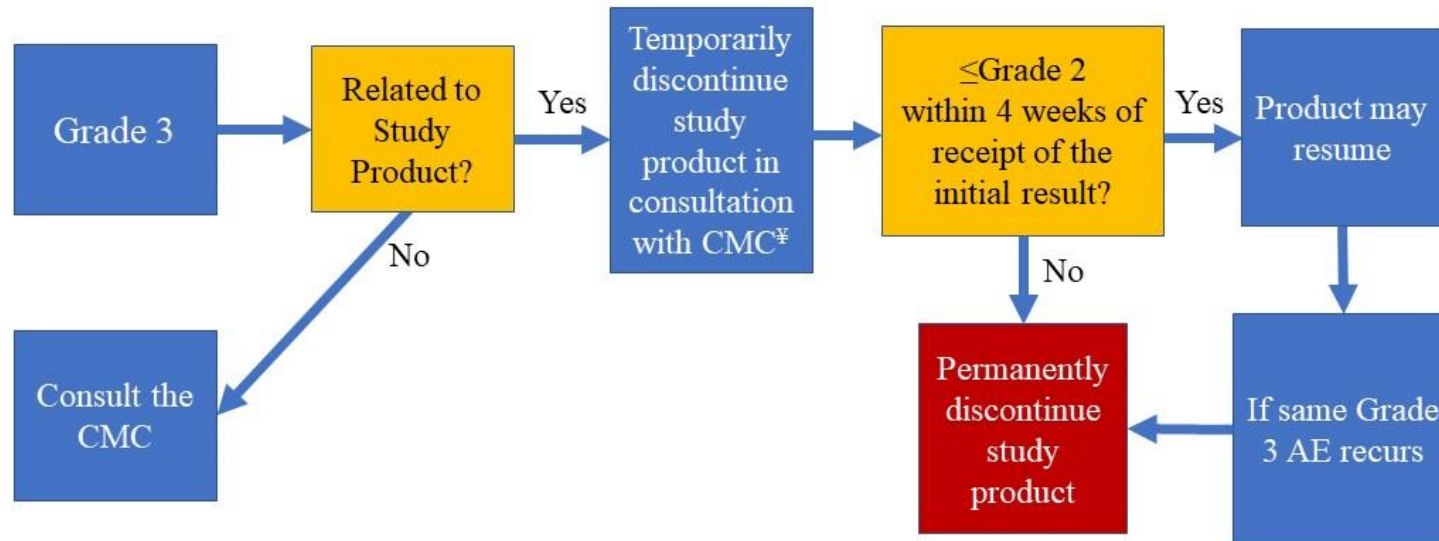 Grade 3
Related to
Study
Product?
Yes
No
Consult the
CMC
Temporarily
discontinue
study
product in
consultation
with CMC¥
≤Grade 2
within 4 weeks of
receipt of the
initial result?
Yes
No
Product may
resume
If same Grade
3 AE recurs
Permanently
discontinue
study
product